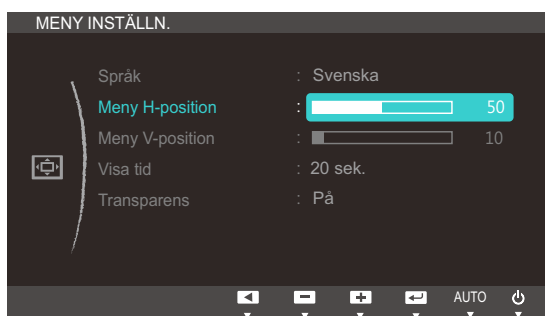 MENY INSTÄLLN.
Språk : Svenska
Meny H-position : 50
Meny V-position : 10
Visa tid : 20 sek.
Transparens : På
AUTO